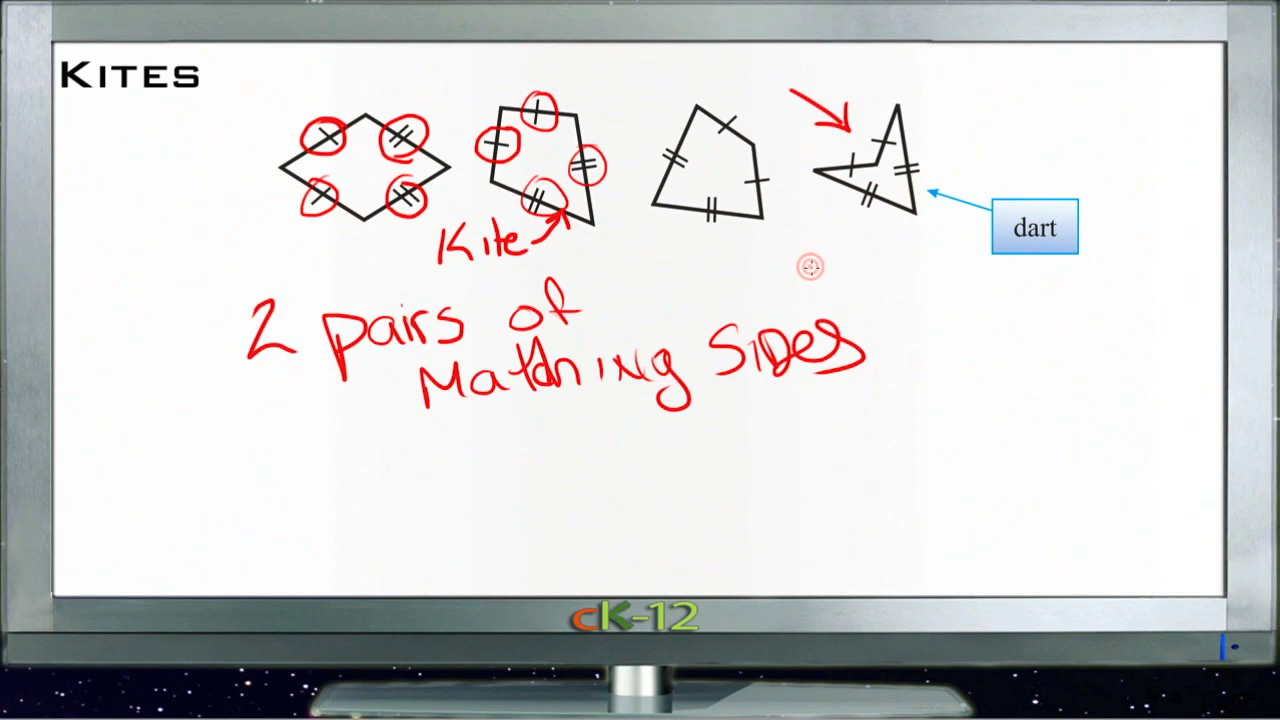 KITES
Kite
dart
2 pairs of
Matching SiDes
cK-12